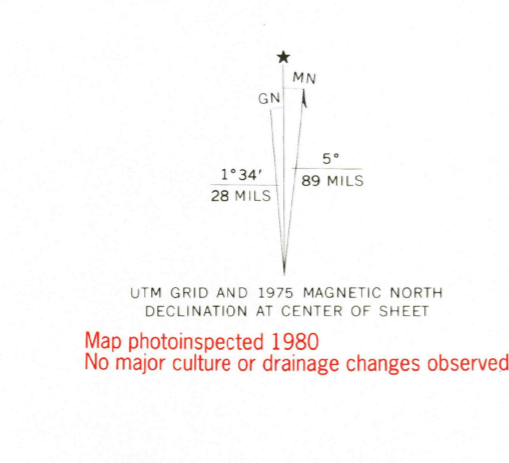 ★
MN
GN
1°34′
28 MILS
5°
89 MILS
UTM GRID AND 1975 MAGNETIC NORTH
DECLINATION AT CENTER OF SHEET
Map photoinspected 1980
No major culture or drainage changes observed